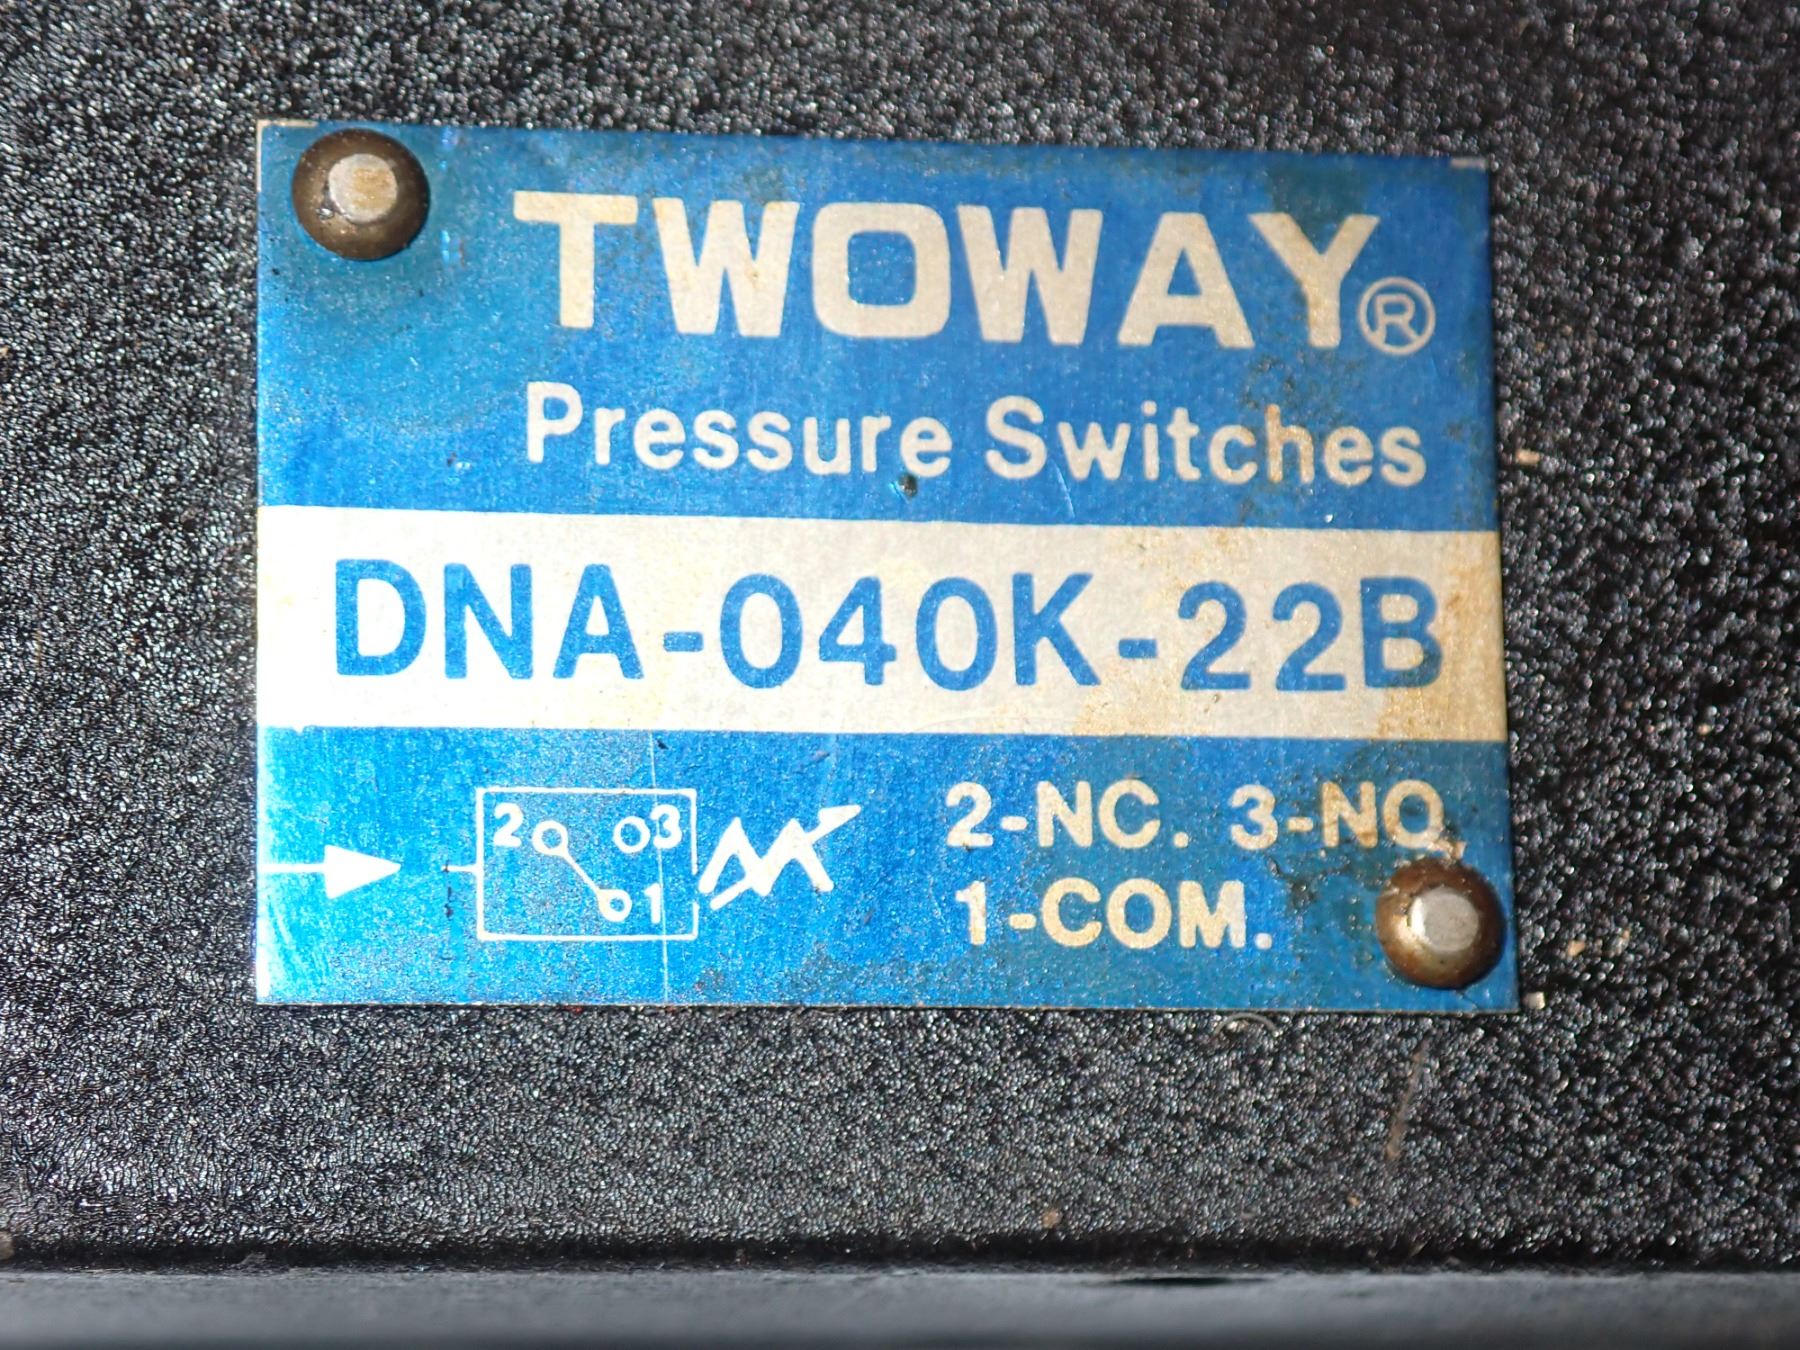 TWOWAY®
Pressure Switches
DNA-040K-22B
2 3
1
2-NC. 3-NO
1-COM.